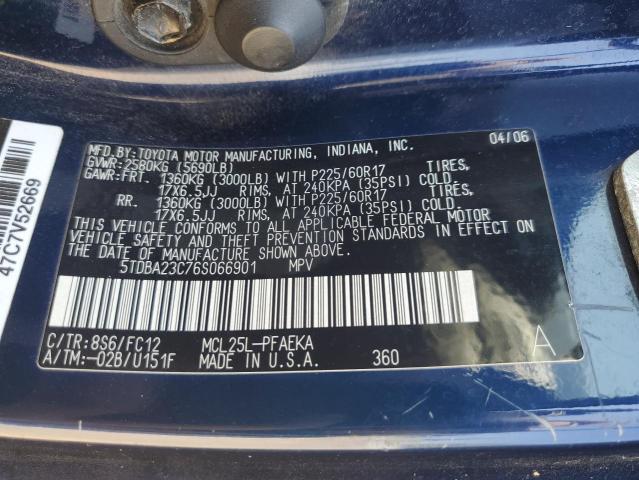 MFD.BY:TOYOTA MOTOR MANUFACTURING, INDIANA, INC. 04/06
GVWR:2580KG (5690LB)
GAWR:FRT. 1360KG (3000LB) WITH P225/60R17 TIRES,
17X6.5JJ RIMS, AT 240KPA (35PSI) COLD.
RR. 1360KG (3000LB) WITH P225/60R17 TIRES,
17X6.5JJ RIMS, AT 240KPA (35PSI) COLD.
THIS VEHICLE CONFORMS TO ALL APPLICABLE FEDERAL MOTOR
VEHICLE SAFETY AND THEFT PREVENTION STANDARDS IN EFFECT ON
THE DATE OF MANUFACTURE SHOWN ABOVE.
5TDBA23C76S066901 MPV
C/TR:8S6/FC12 MCL25L-PFAEKA A
A/TM:-02B/U151F MADE IN U.S.A. 360
47C7V52669